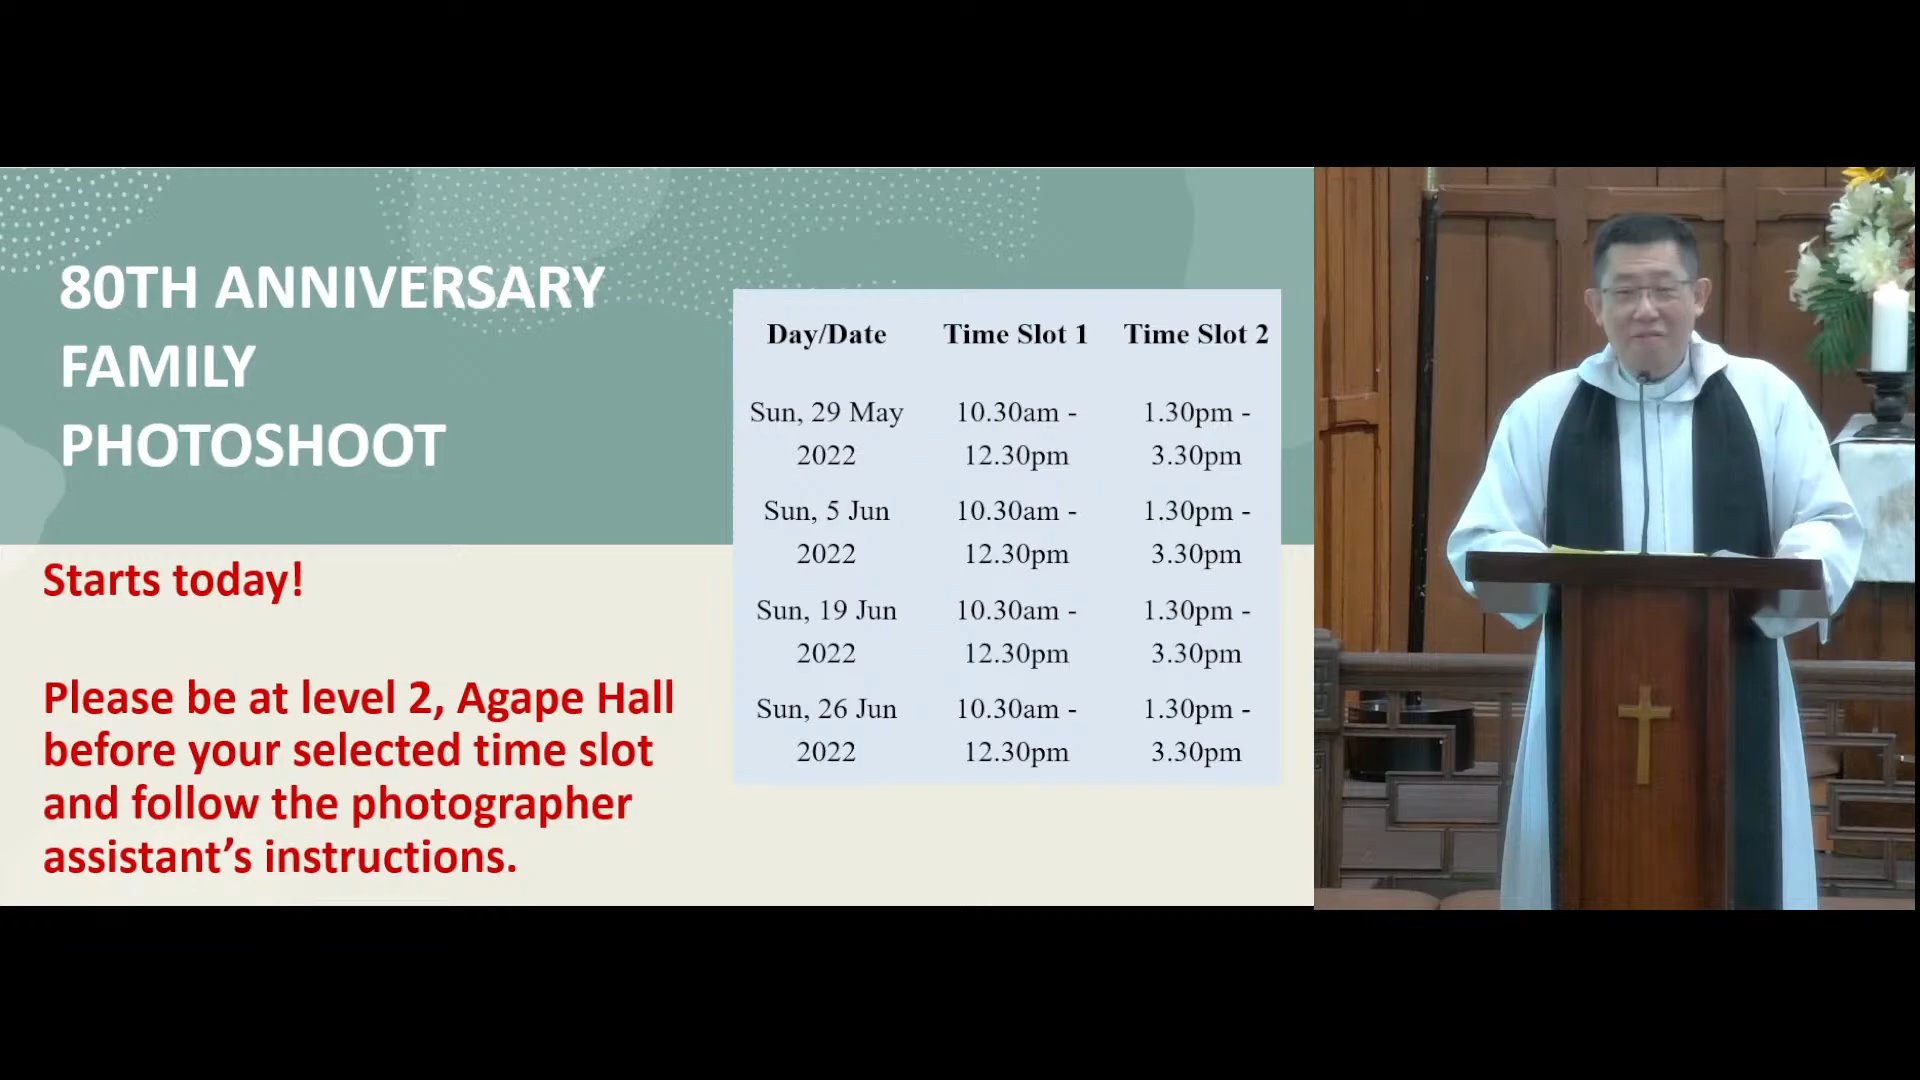 80TH ANNIVERSARY
FAMILY
PHOTOSHOOT
Starts today!
Please be at level 2, Agape Hall
before your selected time slot
and follow the photographer
assistant’s instructions.
Day/Date Time Slot 1 Time Slot 2
Sun, 29 May 10.30am - 1.30pm -
2022 12.30pm 3.30pm
Sun, 5 Jun 10.30am - 1.30pm -
2022 12.30pm 3.30pm
Sun, 19 Jun 10.30am - 1.30pm -
2022 12.30pm 3.30pm
Sun, 26 Jun 10.30am - 1.30pm -
2022 12.30pm 3.30pm